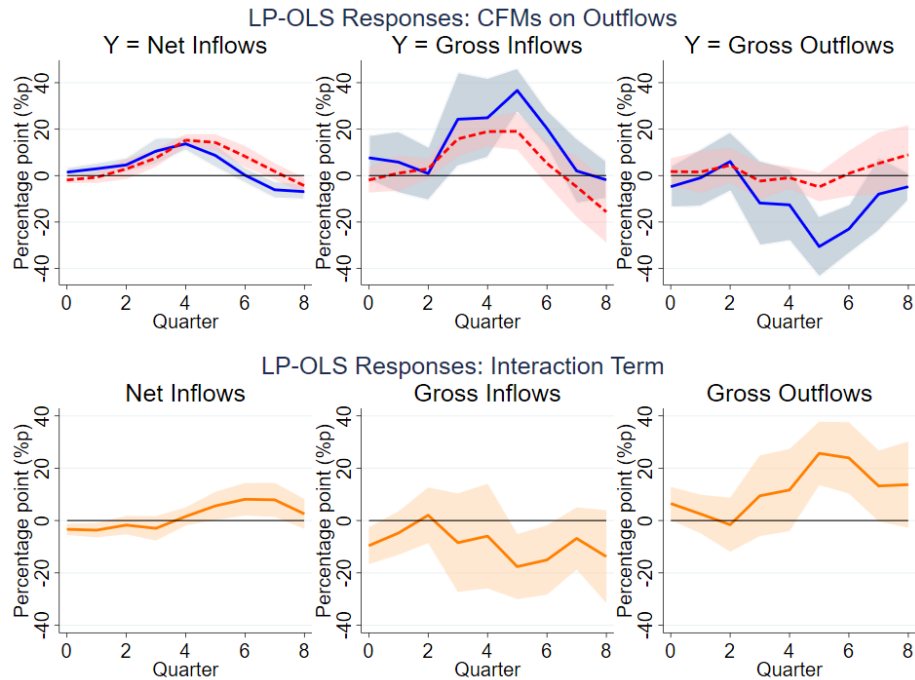 LP-OLS Responses: CFMs on Outflows
Y = Net Inflows
Y = Gross Inflows
Y = Gross Outflows
Percentage point (%p)
40
20
0
-20
-40
0 2 4 6 8
Quarter
Percentage point (%p)
40
20
0
-20
-40
0 2 4 6 8
Quarter
Percentage point (%p)
40
20
0
-20
-40
0 2 4 6 8
Quarter
LP-OLS Responses: Interaction Term
Net Inflows
Gross Inflows
Gross Outflows
Percentage point (%p)
40
20
0
-20
-40
0 2 4 6 8
Quarter
Percentage point (%p)
40
20
0
-20
-40
0 2 4 6 8
Quarter
Percentage point (%p)
40
20
0
-20
-40
0 2 4 6 8
Quarter